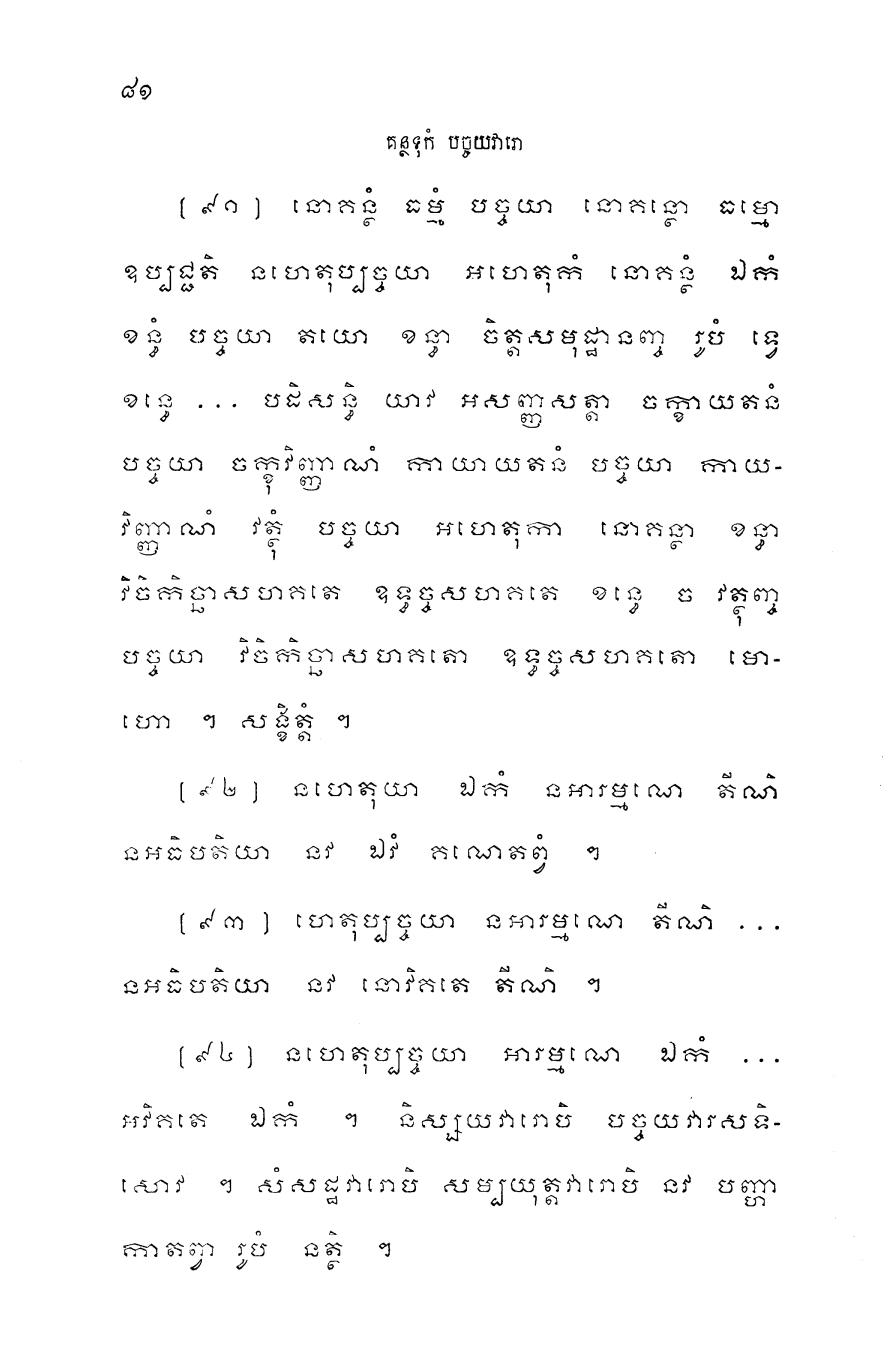 ៨១
គន្ថទុកំ បច្ចយវារោ
[ ៩១ ] នោគន្ថំ ធម្មំ បច្ចយា នោគន្ថោ ធម្មោ
ឧប្បជ្ជតិ នហេតុប្បច្ចយា អហេតុកំ នោគន្ថំ ឯកំ
ខន្ធំ បច្ចយា តយោ ខន្ធា ចិត្តសមុដ្ឋានញ្ច រូបំ ទ្វេ
ខន្ធេ ... បដិសន្ធិ យាវ អសញ្ញសត្តា ចក្ខាយតនំ
បច្ចយា ចក្ខុវិញ្ញាណំ កាយាយតនំ បច្ចយា កាយ-
វិញ្ញាណំ វត្ថុំ បច្ចយា អហេតុកា នោគន្ថា ខន្ធា
វិចិកិច្ឆាសហគតេ ឧទ្ធច្ចសហគតេ ខន្ធេ ច វត្ថុញ្ច
បច្ចយា វិចិកិច្ឆាសហគតោ ឧទ្ធច្ចសហគតោ មោ-
ហោ ។ សង្ខិត្តំ ។
[ ៩២ ] នហេតុយា ឯកំ នអារម្មណេ តីណិ
នអធិបតិយា នវ ឯវំ គណេតព្វំ ។
[ ៩៣ ] ហេតុប្បច្ចយា នអារម្មណេ តីណិ ...
នអធិបតិយា នវ នោវិគតេ តីណិ ។
[ ៩៤ ] នហេតុប្បច្ចយា អារម្មណេ ឯកំ ...
អវិគតេ ឯកំ ។ និស្សយវារោបិ បច្ចយវារសទិ-
សោវ ។ សំសដ្ឋវារោបិ សម្បយុត្តវារោបិ នវ បញ្ហា
កាតព្វា រូបំ នត្ថិ ។